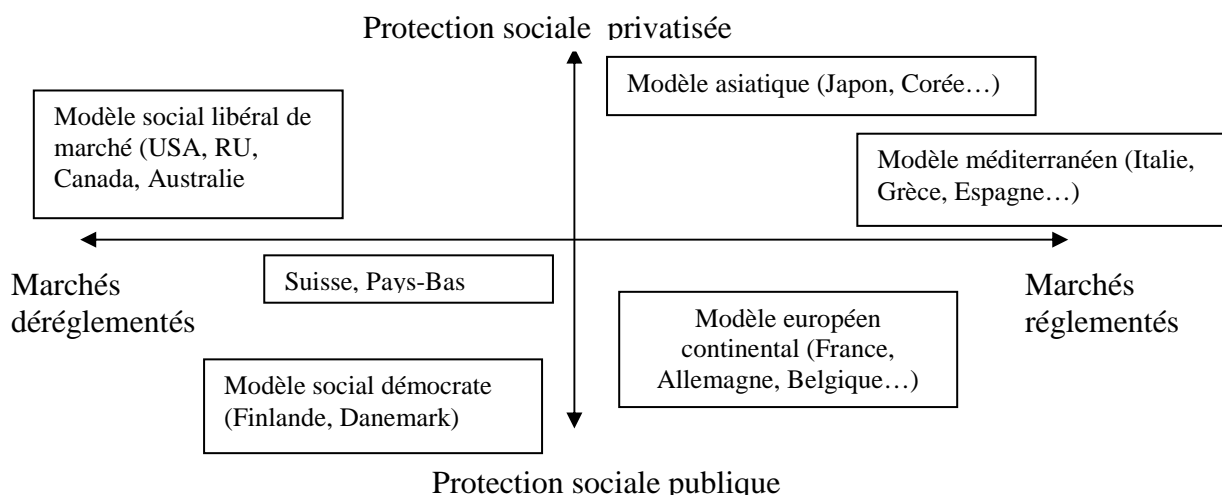 Protection sociale privatisée
Modèle asiatique (Japon, Corée…)
Modèle social libéral de
marché (USA, RU,
Canada, Australie
Modèle méditerranéen (Italie,
Grèce, Espagne…)
Marchés
déréglementés
Suisse, Pays-Bas
Marchés
réglementés
Modèle européen
continental (France,
Allemagne, Belgique…)
Modèle social démocrate
(Finlande, Danemark)
Protection sociale publique